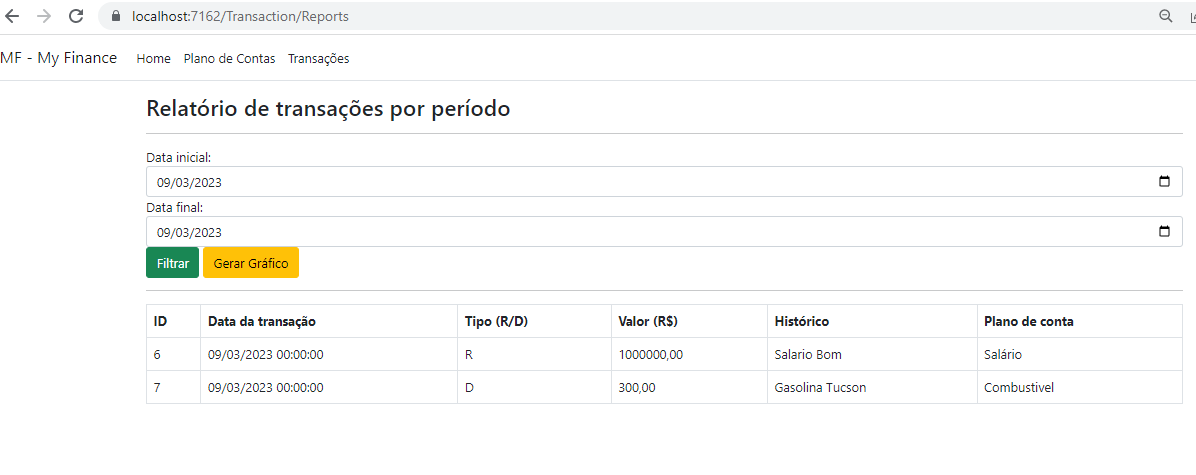 localhost:7162/Transaction/Reports
MF - My Finance Home Plano de Contas Transações
Relatório de transações por período
Data inicial:
09/03/2023
Data final:
09/03/2023
Filtrar Gerar Gráfico
ID Data da transação Tipo (R/D) Valor (R$) Histórico Plano de conta
6 09/03/2023 00:00:00 R 1000000,00 Salario Bom Salário
7 09/03/2023 00:00:00 D 300,00 Gasolina Tucson Combustivel